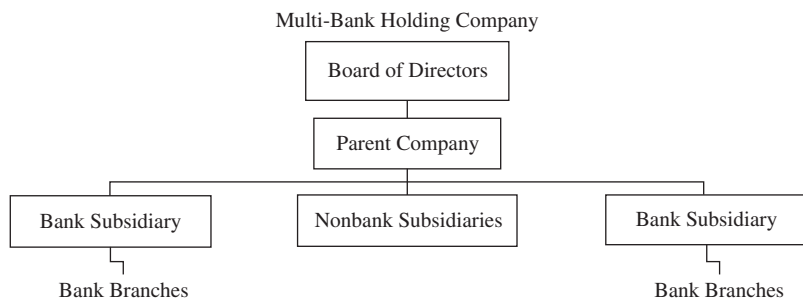 Multi-Bank Holding Company
Board of Directors
Parent Company
Bank Subsidiary
Nonbank Subsidiaries
Bank Subsidiary
Bank Branches
Bank Branches